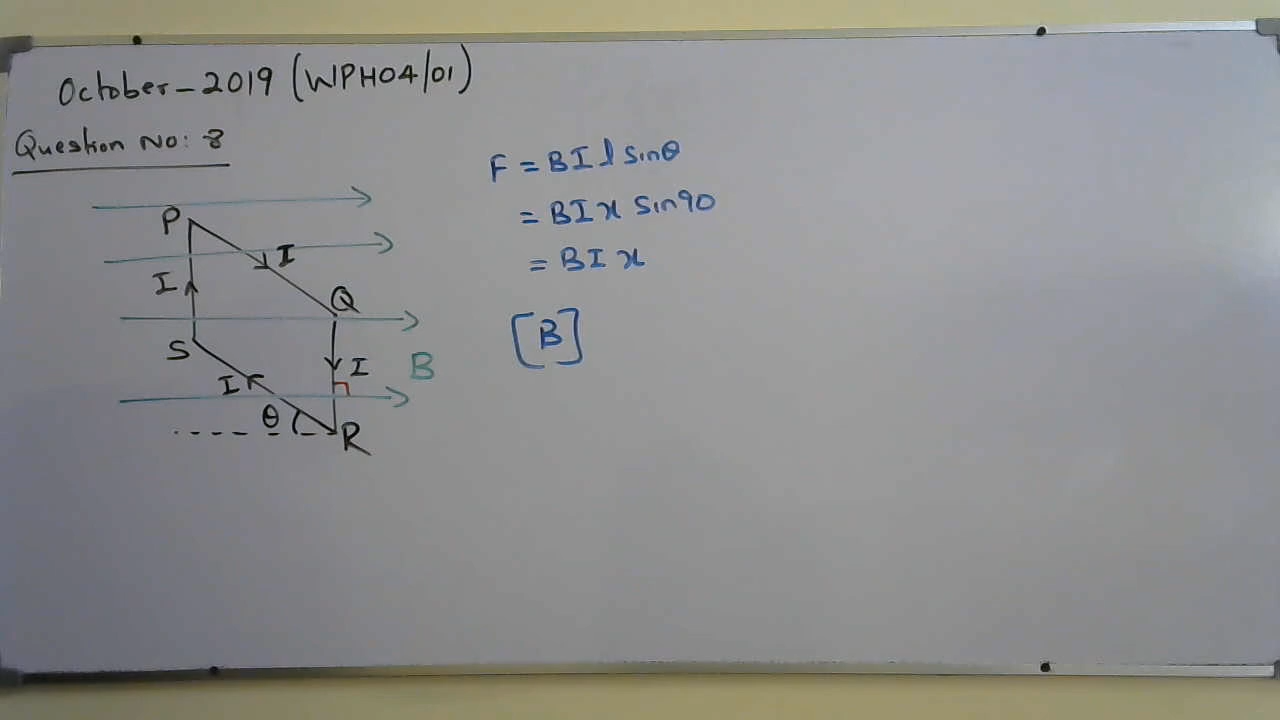 October-2019 (WPH04/01)
Question No: 8
F = BIl sinθ
= BIx sin90
= BIx
[B]
P
I
I
Q
S
I
I
B
θ
R